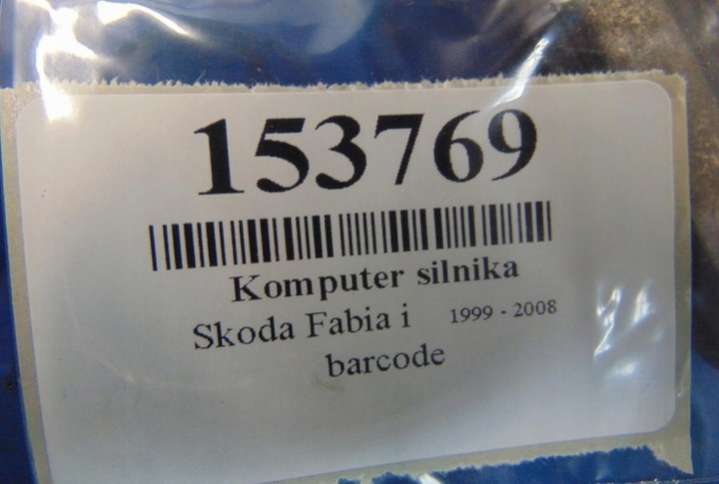 153769
Komputer silnika
Skoda Fabia i 1999 - 2008
barcode